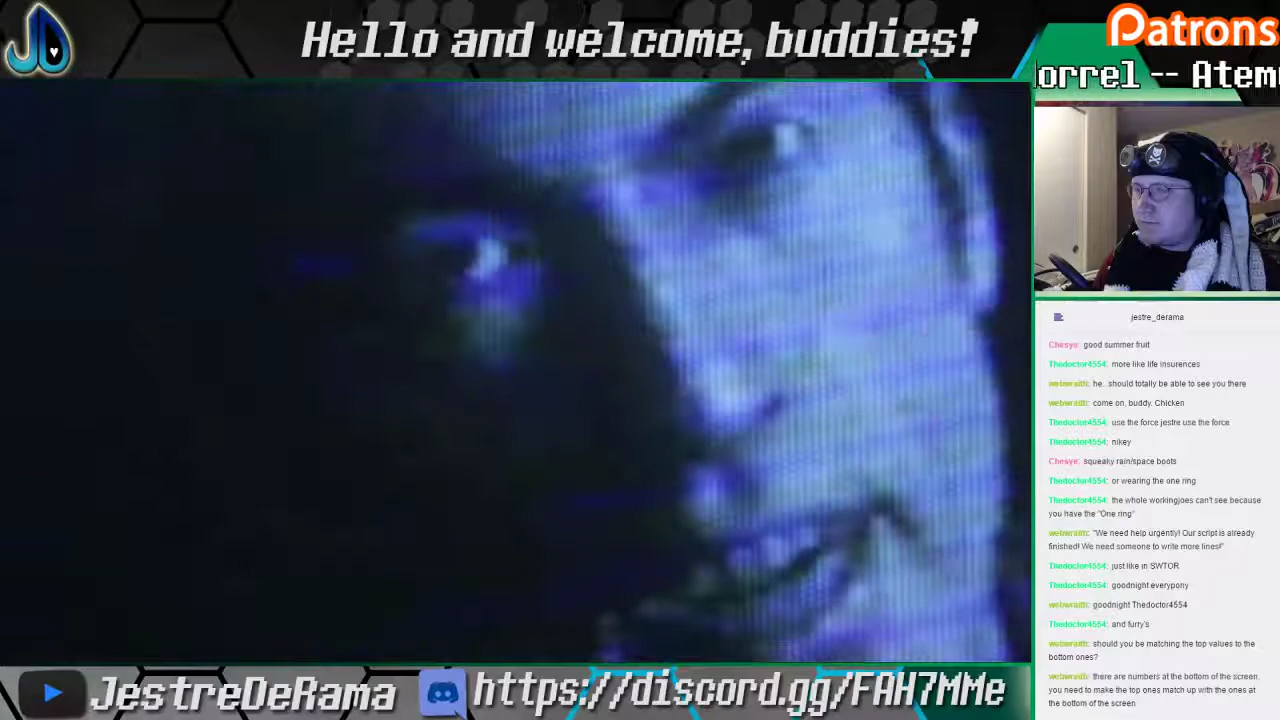 JD
Hello and welcome, buddies!
Patrons
orrel -- Atem
jestre_derama
Chesye: good summer fruit
Thedoctor4554: more like life insurences
webwraith: he.. should totally be able to see you there
webwraith: come on, buddy. Chicken
Thedoctor4554: use the force jestre use the force
Thedoctor4554: nikey
Chesye: squeaky rain/space boots
Thedoctor4554: or wearing the one ring
Thedoctor4554: the whole workingjoes can't see because
you have the "One ring"
webwraith: "We need help urgently! Our script is already
finished! We need someone to write more lines!"
Thedoctor4554: just like in SWTOR
Thedoctor4554: goodnight everypony
webwraith: goodnight Thedoctor4554
Thedoctor4554: and furry's
webwraith: should you be matching the top values to the
bottom ones?
webwraith: there are numbers at the bottom of the screen.
you need to make the top ones match up with the ones at
the bottom of the screen
JestreDeRama
https://discord.gg/FAH7MMe